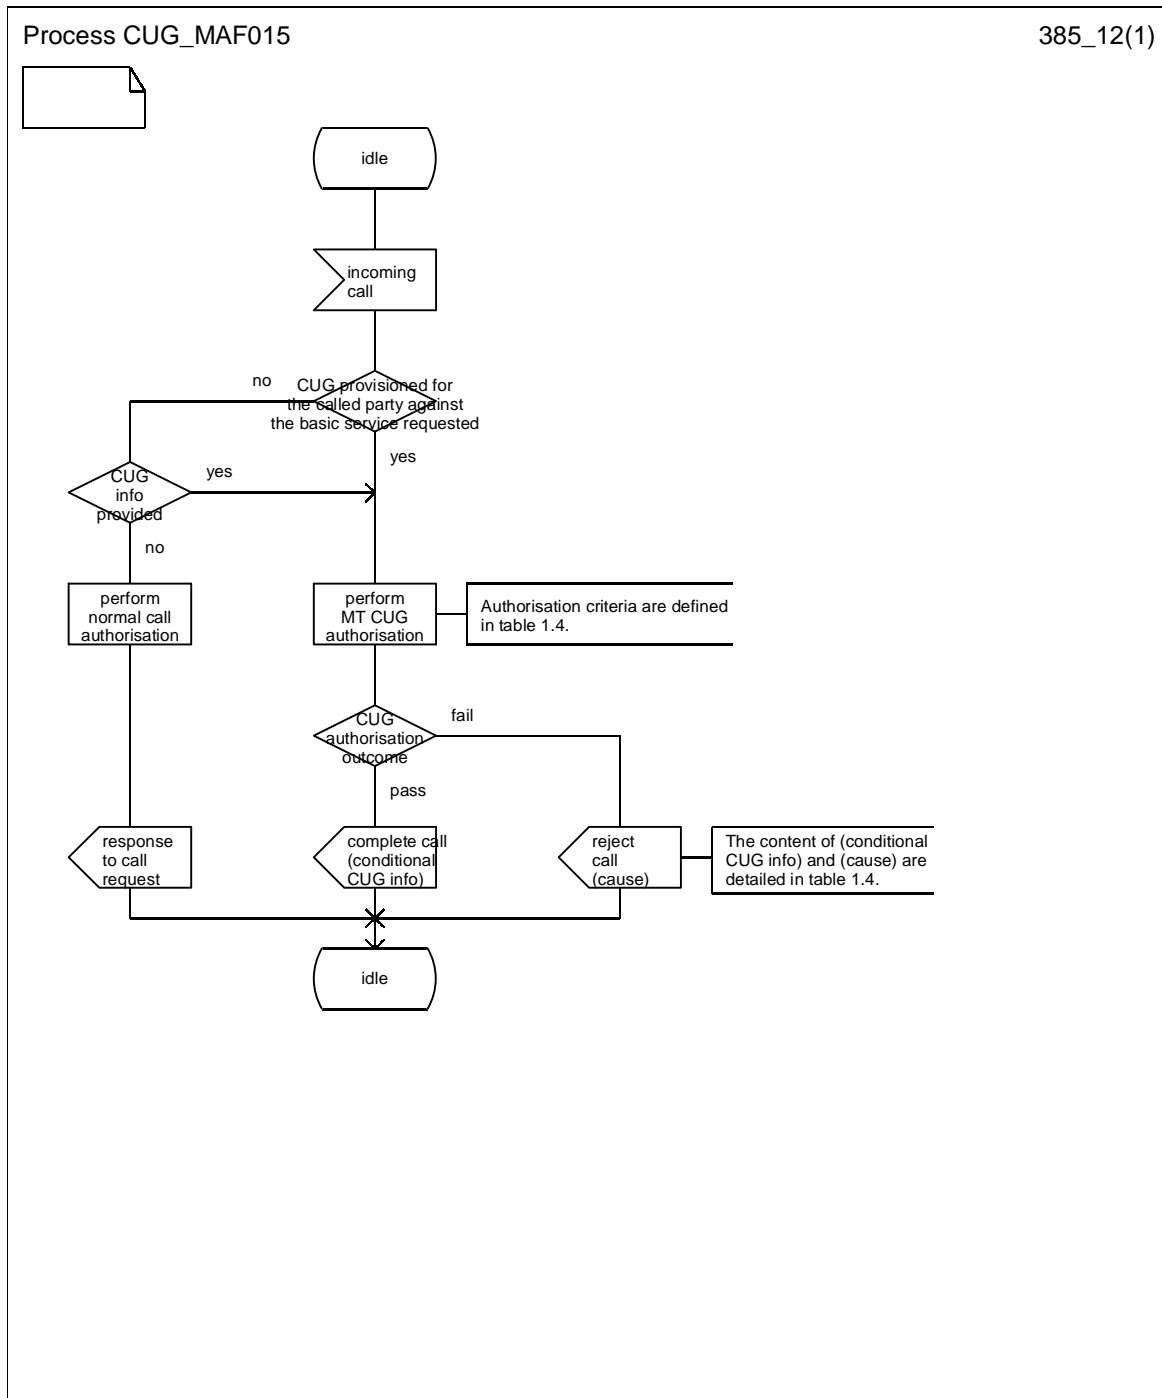 Process CUG_MAF015
385_12(1)
idle
incoming
call
no
CUG provisioned for
the called party against
the basic service requested
yes
CUG
info
provided
yes
no
perform
normal call
authorisation
perform
MT CUG
authorisation
Authorisation criteria are defined
in table 1.4.
CUG
authorisation
outcome
fail
pass
response
to call
request
complete call
(conditional
CUG info)
reject
call
(cause)
The content of (conditional
CUG info) and (cause) are
detailed in table 1.4.
idle